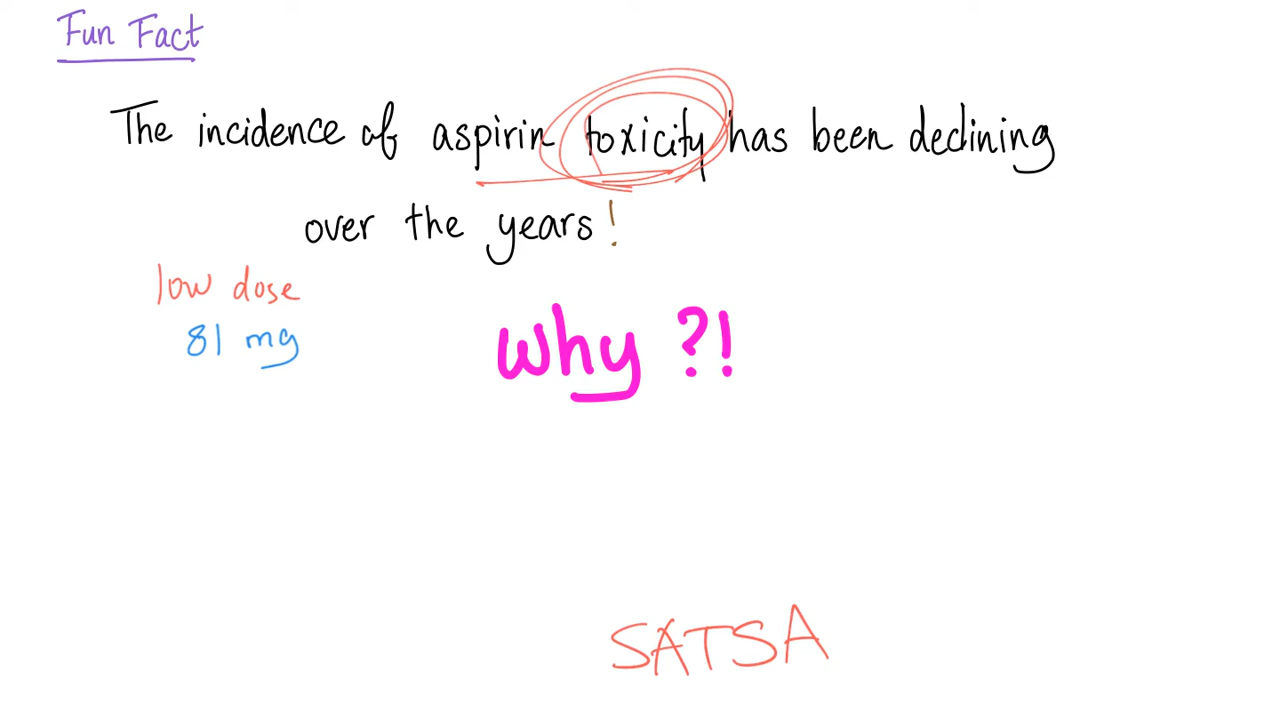 Fun Fact
The incidence of aspirin toxicity has been declining
over the years!
low dose
81 mg
why ?!
SATSA